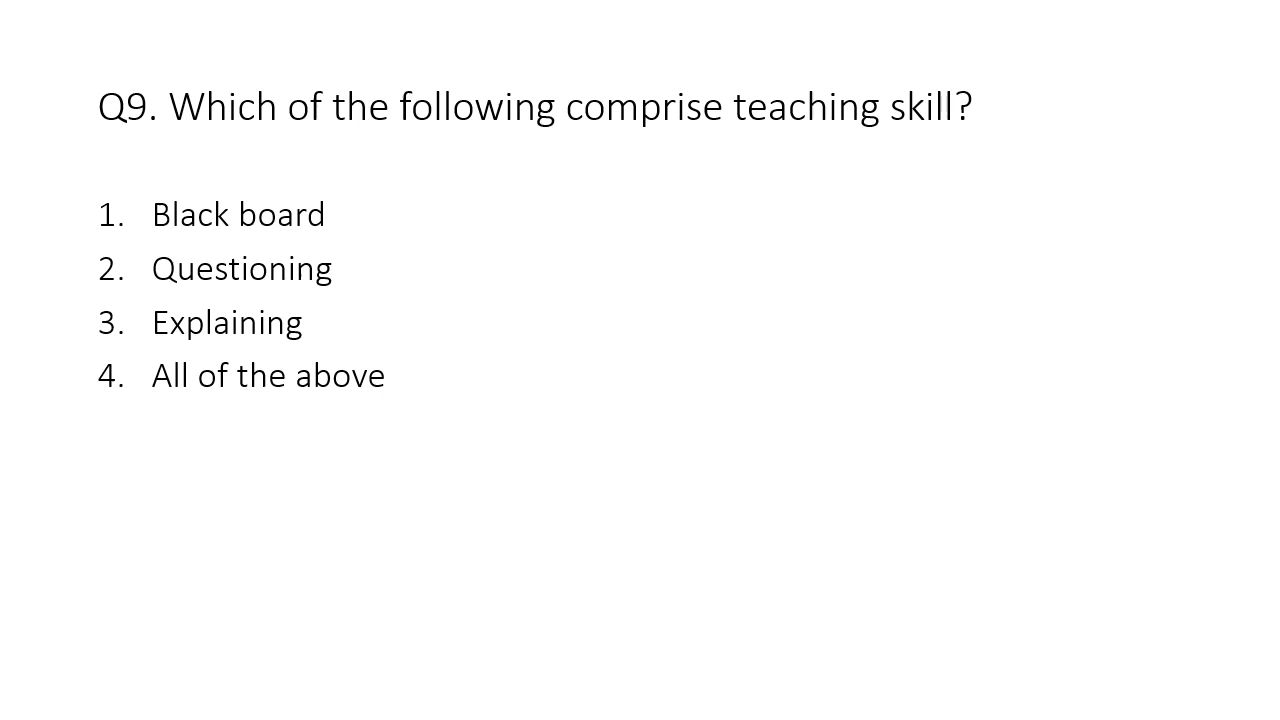 Q9. Which of the following comprise teaching skill?
1. Black board
2. Questioning
3. Explaining
4. All of the above